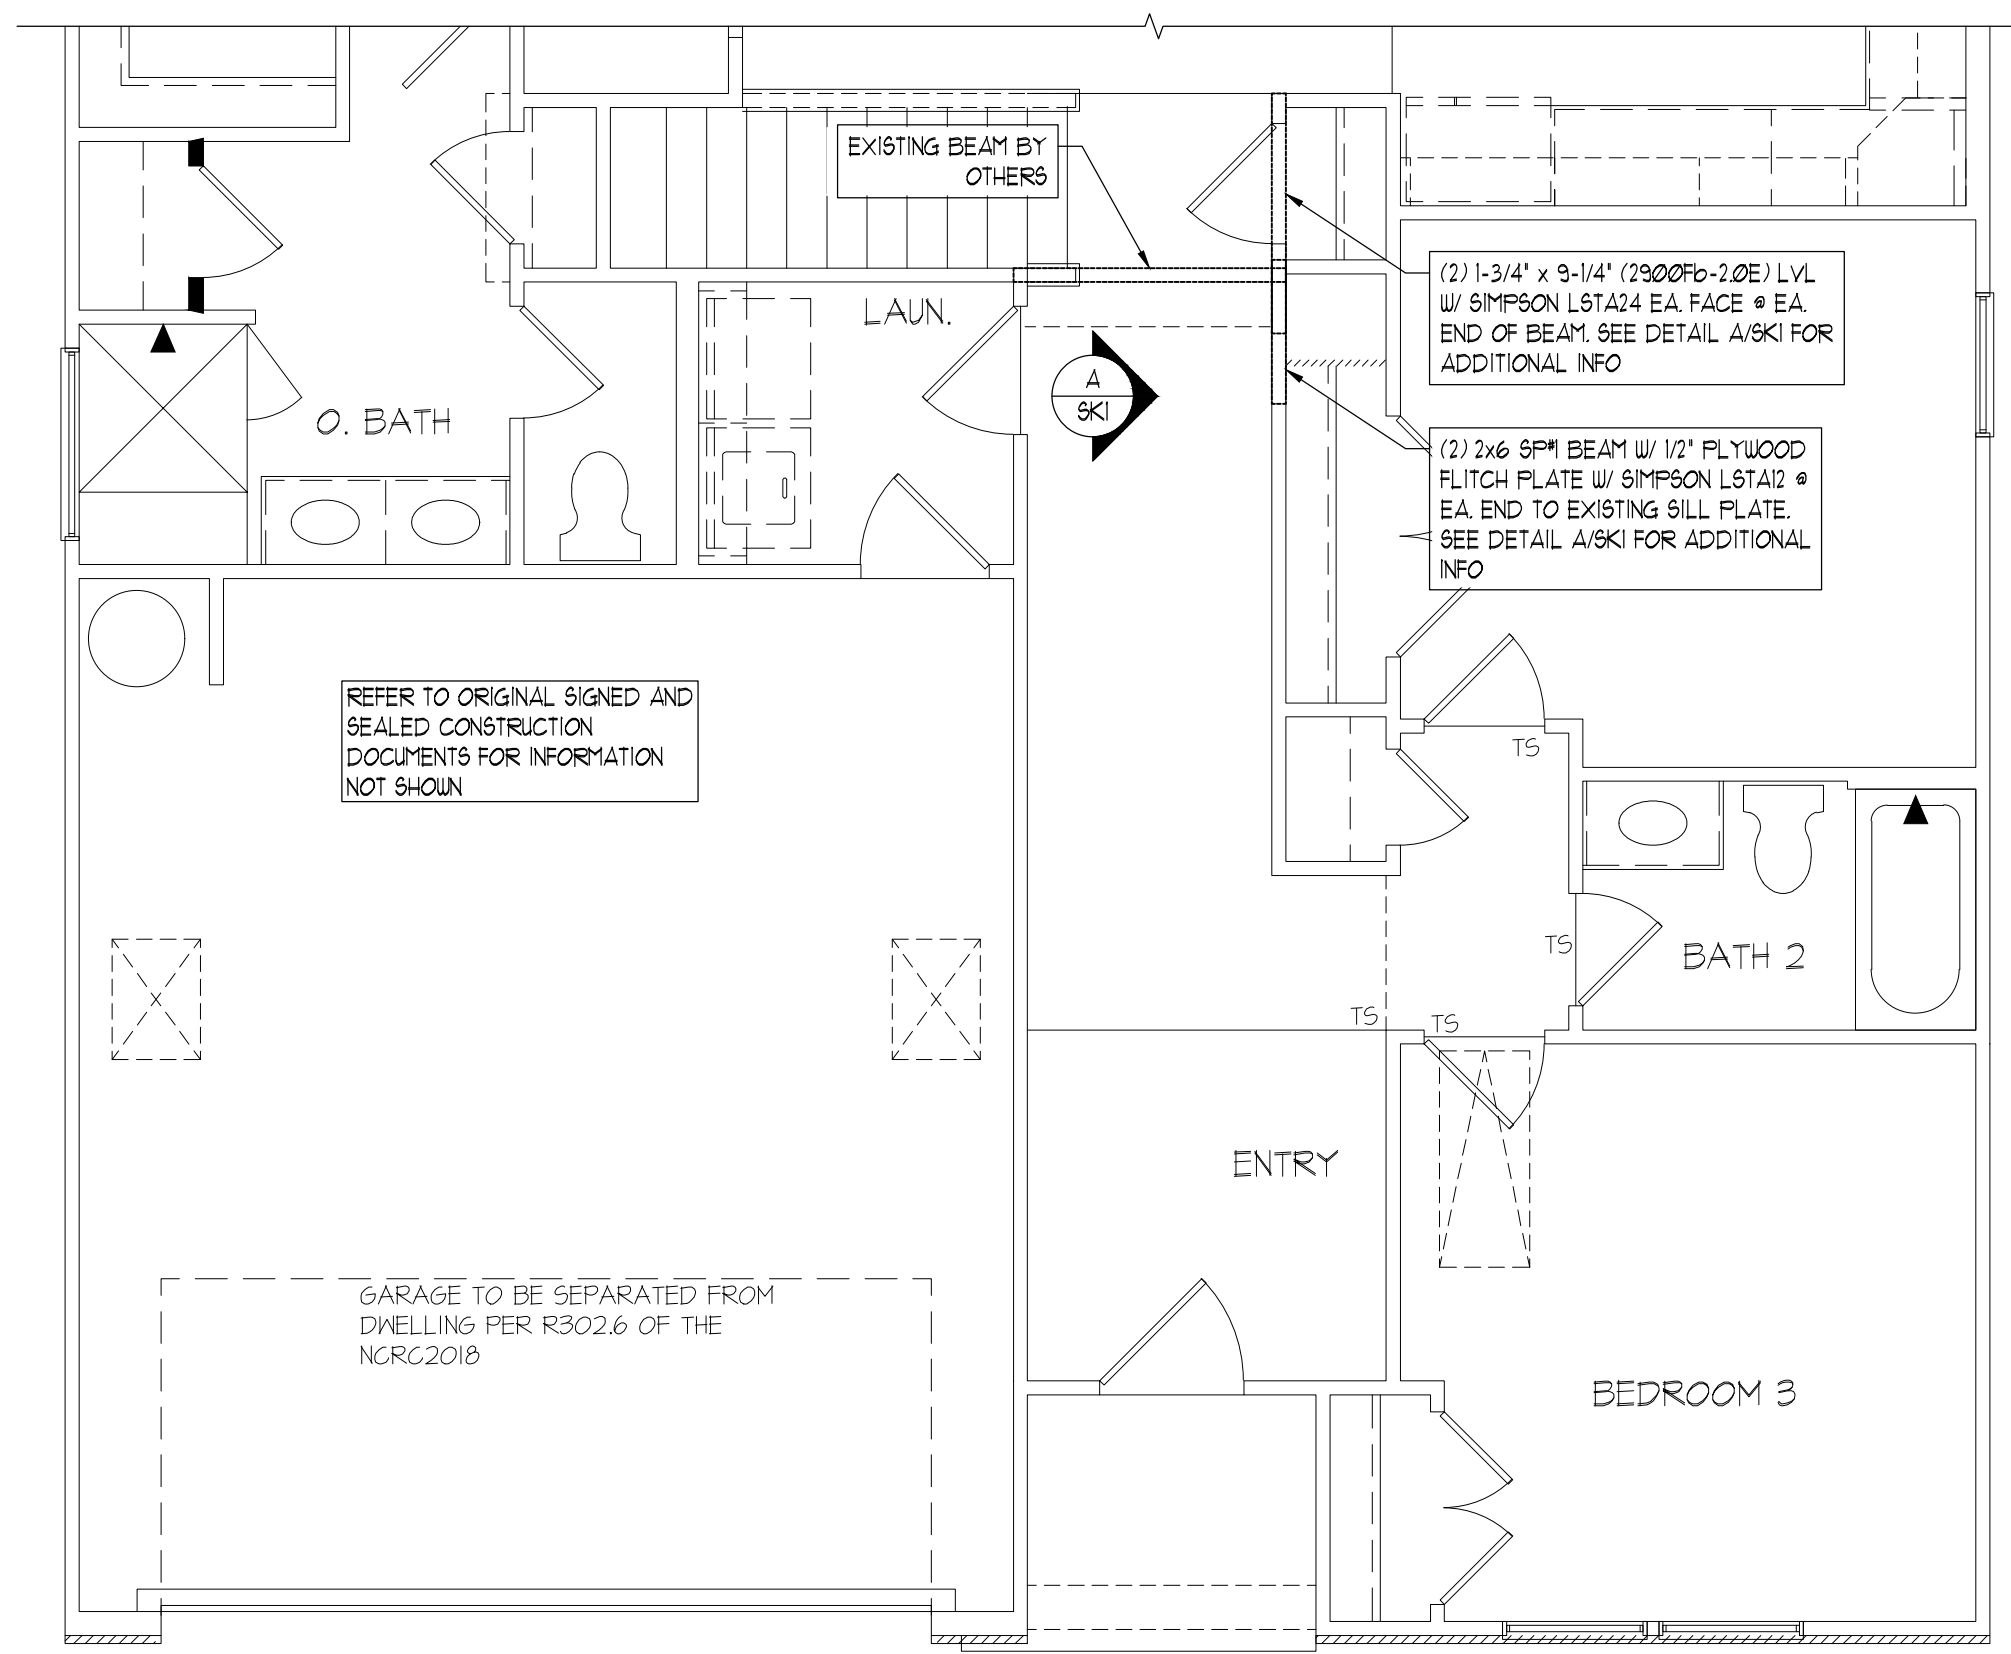 EXISTING BEAM BY
OTHERS
(2) 1-3/4" x 9-1/4" (2900Fb-2.0E) LVL
W/ SIMPSON LSTA24 EA. FACE @ EA.
END OF BEAM. SEE DETAIL A/SK1 FOR
ADDITIONAL INFO
LAUN.
A
SK1
O. BATH
(2) 2x6 SP#1 BEAM W/ 1/2" PLYWOOD
FLITCH PLATE W/ SIMPSON LSTA12 @
EA. END TO EXISTING SILL PLATE.
SEE DETAIL A/SK1 FOR ADDITIONAL
INFO
REFER TO ORIGINAL SIGNED AND
SEALED CONSTRUCTION
DOCUMENTS FOR INFORMATION
NOT SHOWN
TS
TS
BATH 2
TS
TS
ENTRY
GARAGE TO BE SEPARATED FROM
DWELLING PER R302.6 OF THE
NCRC2018
BEDROOM 3